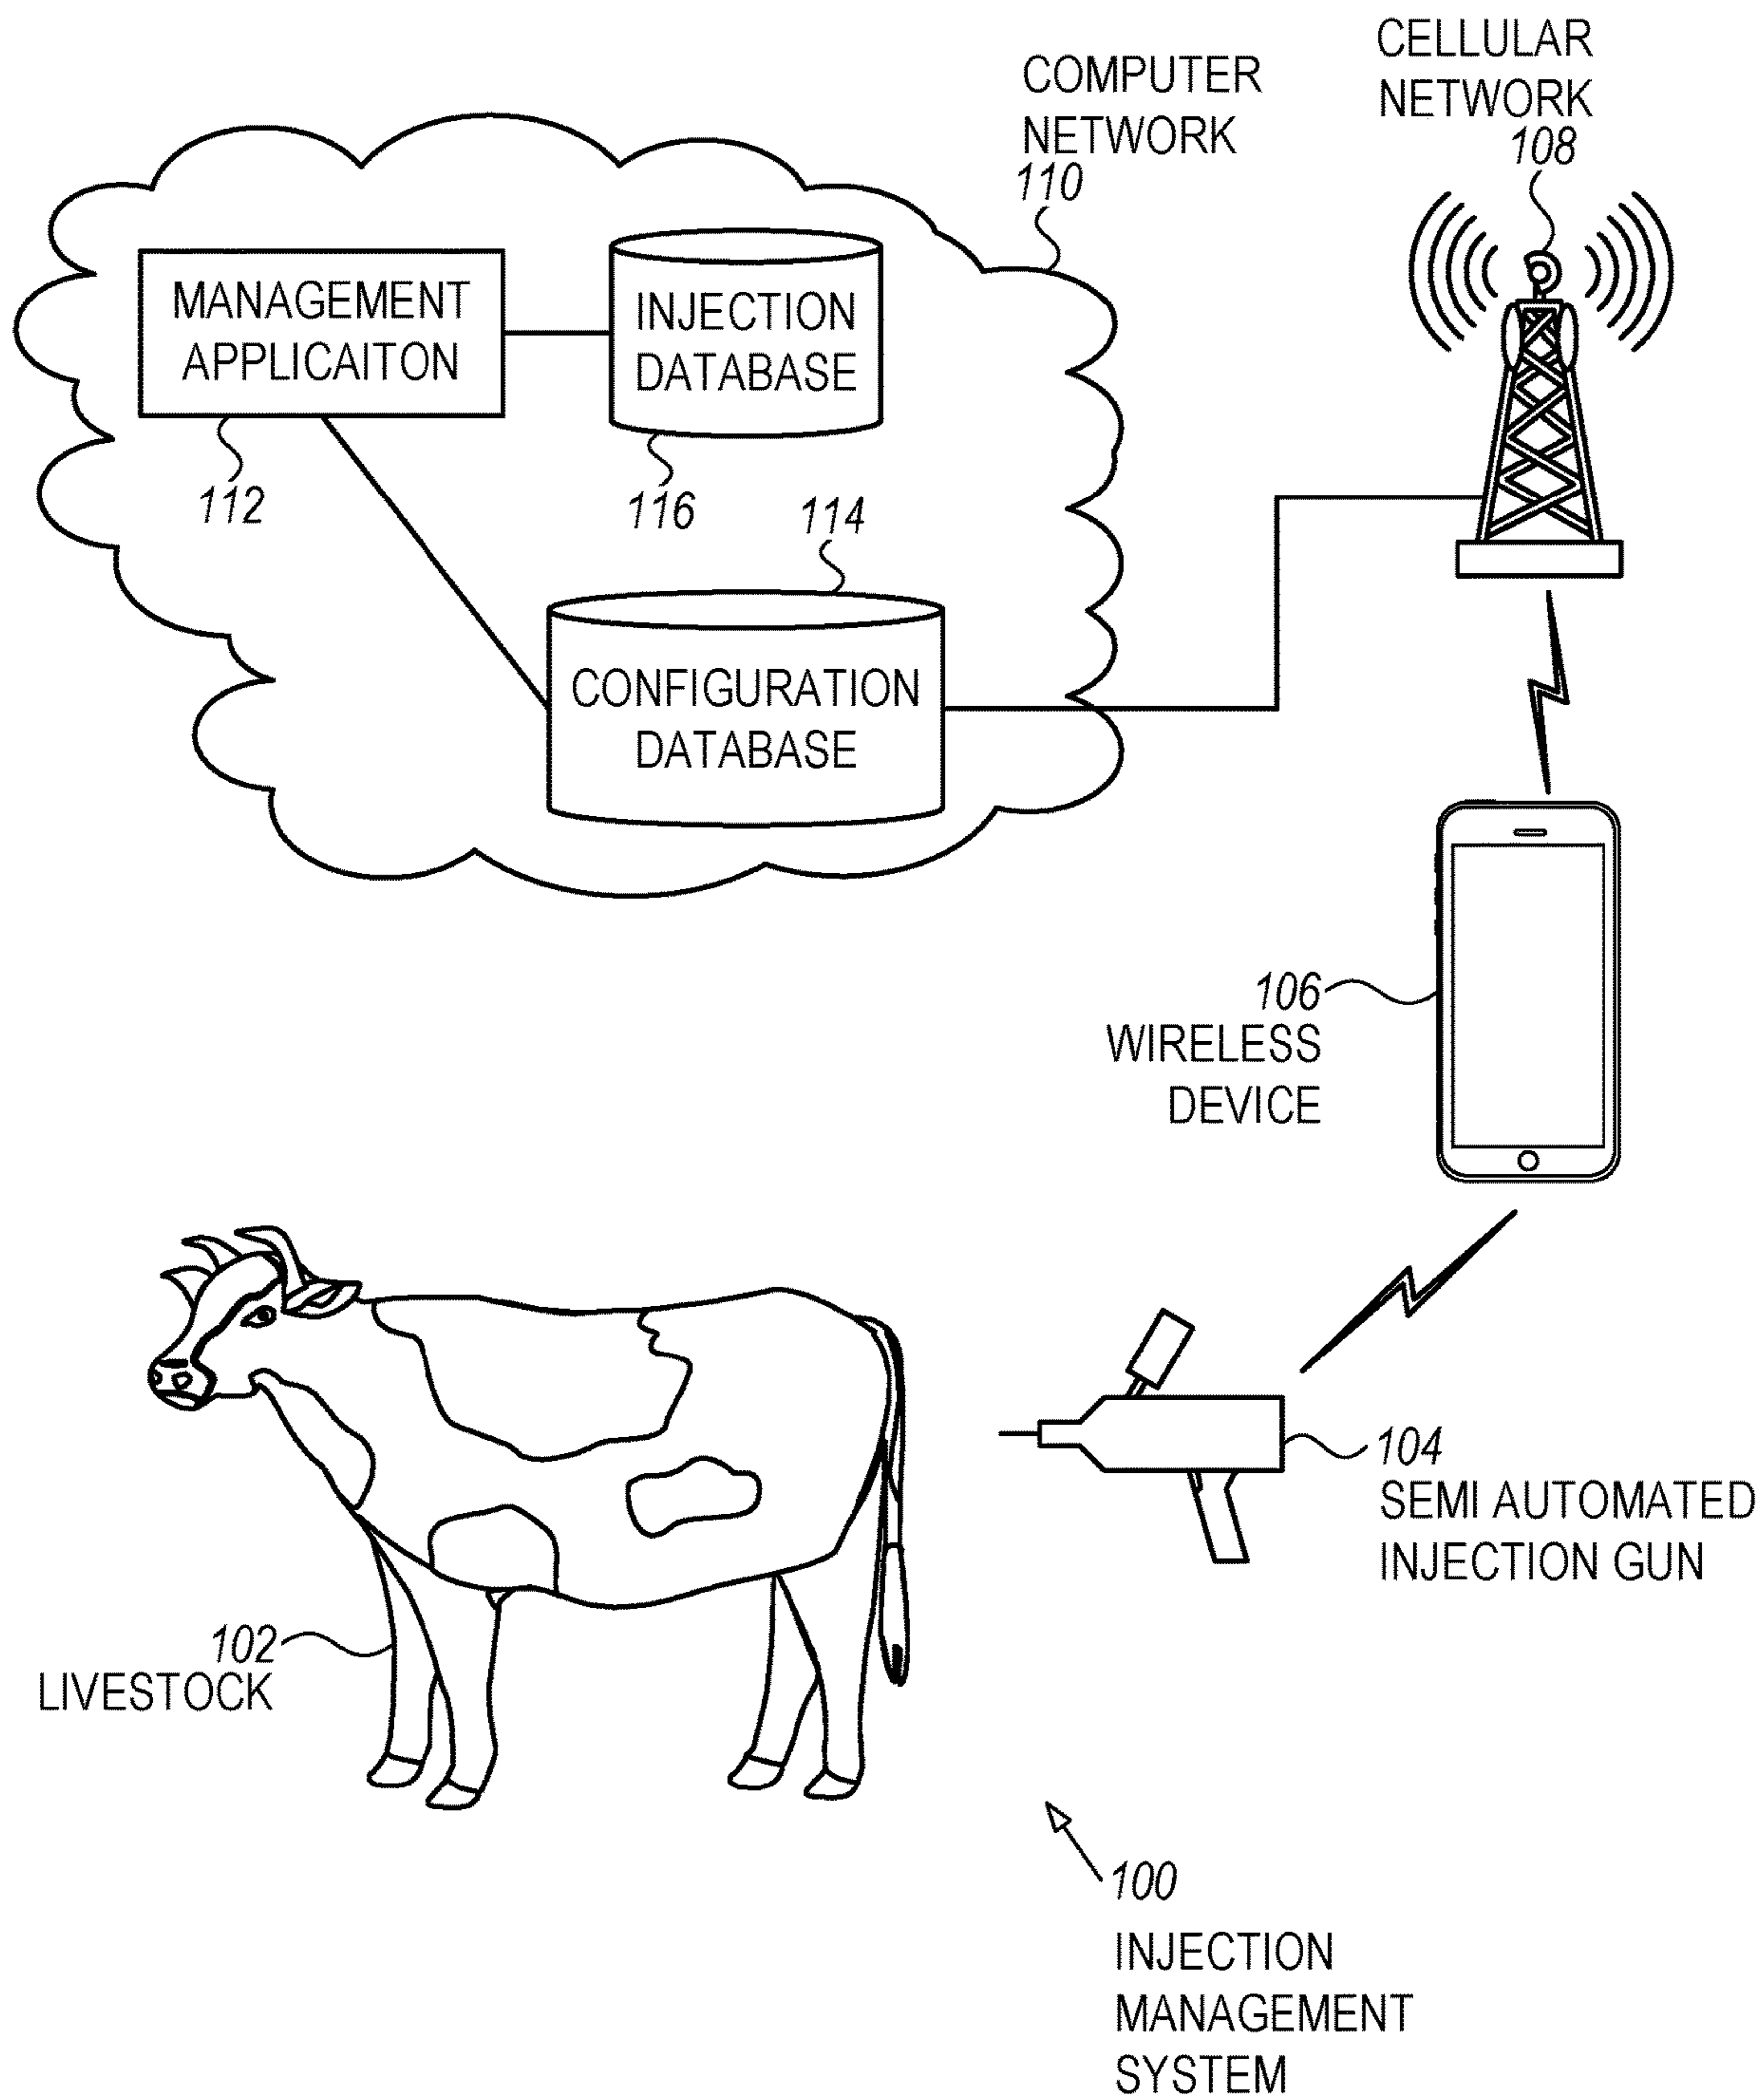 CELLULAR
NETWORK
108
COMPUTER
NETWORK
110
MANAGEMENT
APPLICAITON
112
INJECTION
DATABASE
116
114
CONFIGURATION
DATABASE
106
WIRELESS
DEVICE
104
SEMI AUTOMATED
INJECTION GUN
102
LIVESTOCK
100
INJECTION
MANAGEMENT
SYSTEM